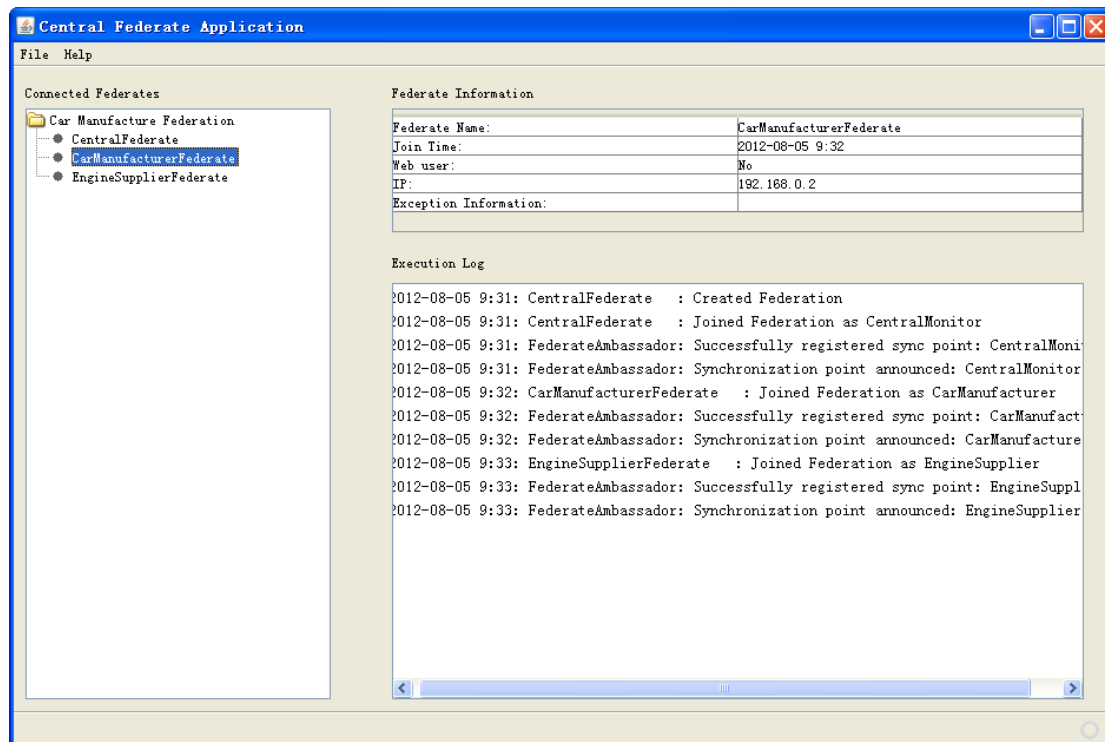 Central Federate Application
File Help
Connected Federates
Car Manufacture Federation
CentralFederate
CarManufacturerFederate
EngineSupplierFederate
Federate Information
Federate Name: CarManufacturerFederate
Join Time: 2012-08-05 9:32
Web user: No
IP: 192.168.0.2
Exception Information:
Execution Log
2012-08-05 9:31: CentralFederate : Created Federation
2012-08-05 9:31: CentralFederate : Joined Federation as CentralMonitor
2012-08-05 9:31: FederateAmbassador: Successfully registered sync point: CentralMoni
2012-08-05 9:31: FederateAmbassador: Synchronization point announced: CentralMonitor
2012-08-05 9:32: CarManufacturerFederate : Joined Federation as CarManufacturer
2012-08-05 9:32: FederateAmbassador: Successfully registered sync point: CarManufact
2012-08-05 9:32: FederateAmbassador: Synchronization point announced: CarManufacture
2012-08-05 9:33: EngineSupplierFederate : Joined Federation as EngineSupplier
2012-08-05 9:33: FederateAmbassador: Successfully registered sync point: EngineSuppl
2012-08-05 9:33: FederateAmbassador: Synchronization point announced: EngineSupplier